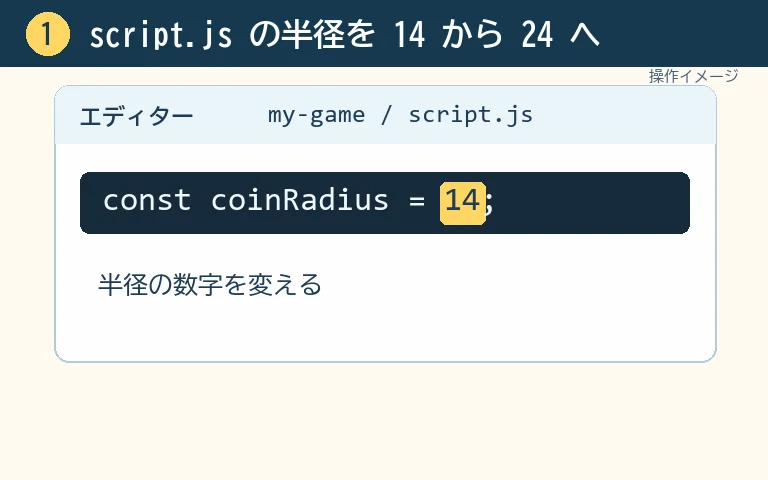 1 script.js の半径を 14 から 24 へ
操作イメージ
エディター my-game / script.js
const coinRadius = 14;
半径の数字を変える